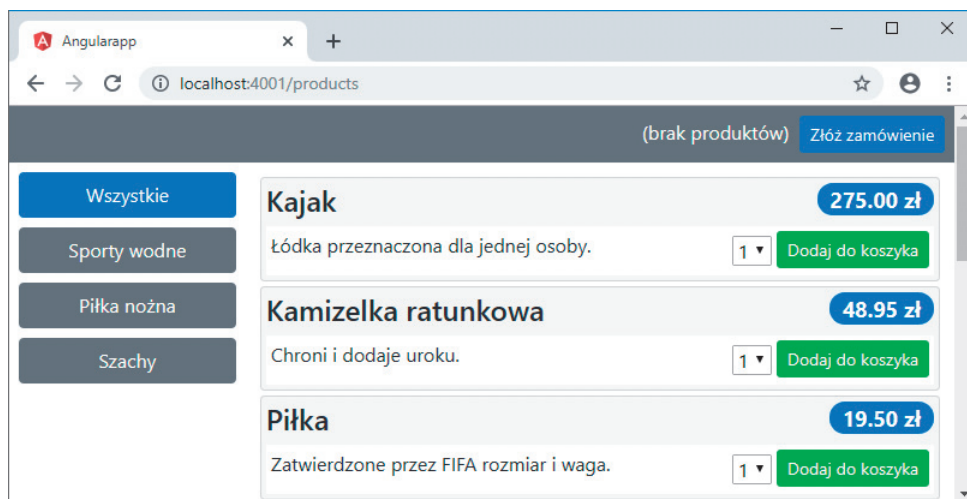 Angularapp
localhost:4001/products
(brak produktów) Złóż zamówienie
Wszystkie
Sporty wodne
Piłka nożna
Szachy
Kajak 275.00 zł
Łódka przeznaczona dla jednej osoby. 1 Dodaj do koszyka
Kamizelka ratunkowa 48.95 zł
Chroni i dodaje uroku. 1 Dodaj do koszyka
Piłka 19.50 zł
Zatwierdzone przez FIFA rozmiar i waga. 1 Dodaj do koszyka